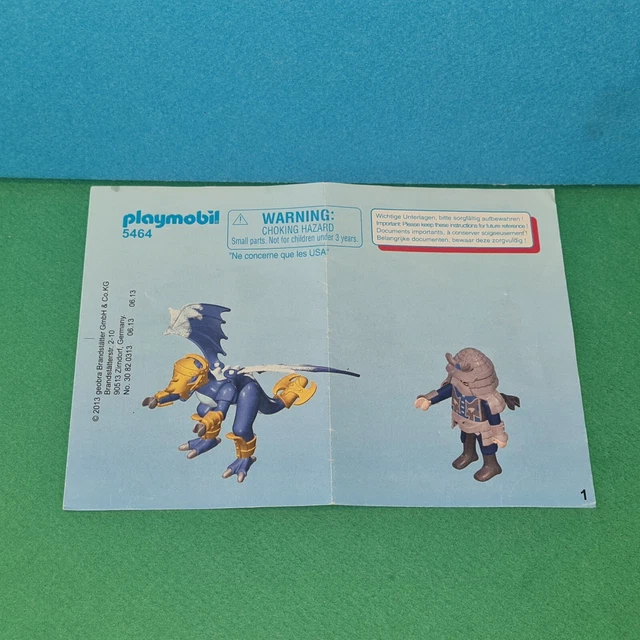 playmobil
5464
WARNING:
CHOKING HAZARD
Small parts. Not for children under 3 years.
"Ne concerne que les USA"
Wichtige Unterlagen, bitte sorgfältig aufbewahren!
Important: Please keep these instructions for future reference!
Documents importants, à conserver soigneusement!
Belangrijke documenten, bewaar deze zorgvuldig!
© 2013 geobra Brandstätter GmbH & Co.KG
Brandstätterstr. 2-10
90513 Zirndorf, Germany.
No. 30 82 0313 06.13 06.13
1